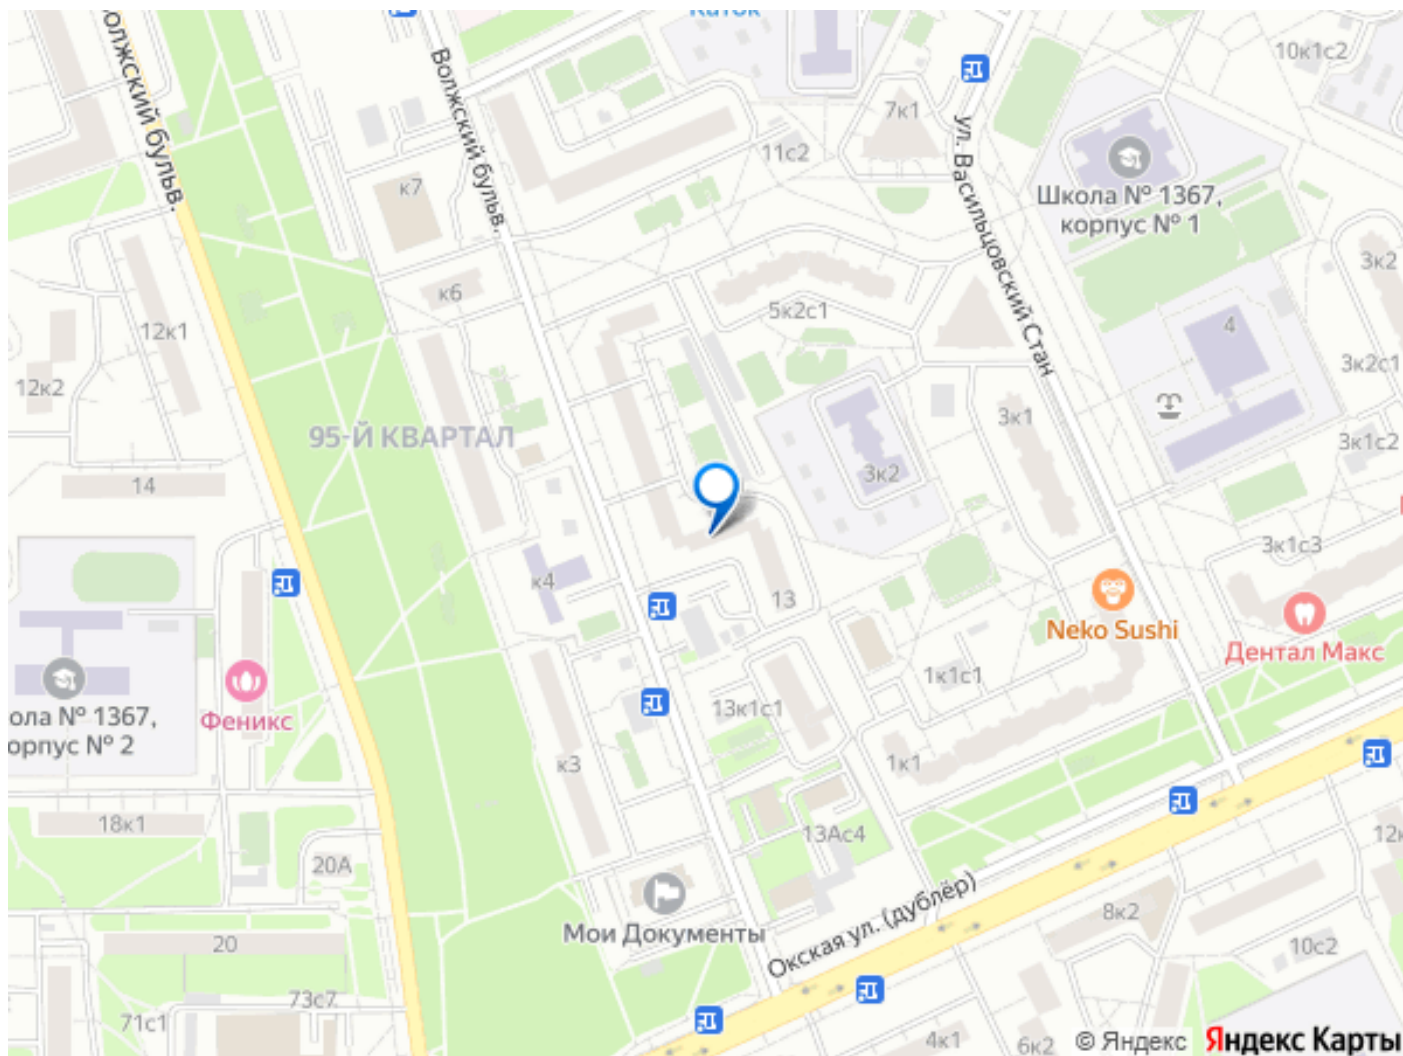 Каток
Волжский бульв.
10к1с2
7к1
11с2
ул. Васильцовский Стан
Школа № 1367,
корпус № 1
к7
Волжский бульв.
3к2
к6
5к2с1
12к1
4
3к2с1
12к2
3к1
95-Й КВАРТАЛ
3к1с2
3к2
14
3к1с3
к4
13
Neko Sushi
Дентал Макс
1к1с1
13к1с1
ола № 1367,
орпус № 2
Феникс
к3
1к1
18к1
13Ас4
12к
20А
Мои Документы
Окская ул. (дублёр)
8к2
20
10с2
73с7
71с1
4к1
6к2
© Яндекс
Яндекс Карты